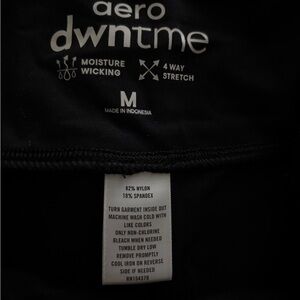 aero
dwntme
MOISTURE WICKING
4 WAY STRETCH
M
MADE IN INDONESIA
82% NYLON
18% SPANDEX
TURN GARMENT INSIDE OUT
MACHINE WASH COLD WITH
LIKE COLORS
ONLY NON-CHLORINE
BLEACH WHEN NEEDED
TUMBLE DRY LOW
REMOVE PROMPTLY
COOL IRON ON REVERSE
SIDE IF NEEDED